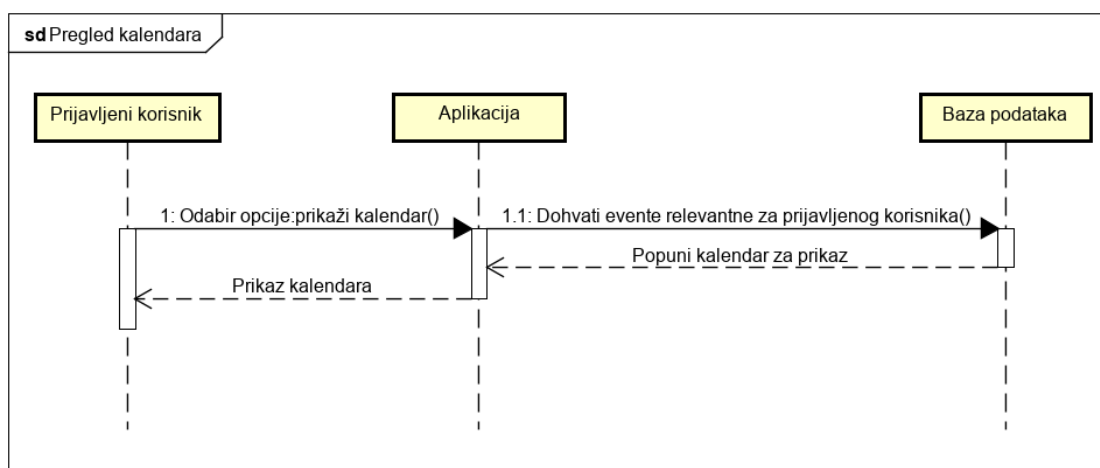 sd Pregled kalendara
Prijavljeni korisnik
Aplikacija
Baza podataka
1: Odabir opcije:prikaži kalendar()
1.1: Dohvati evente relevantne za prijavljenog korisnika()
Popuni kalendar za prikaz
Prikaz kalendara